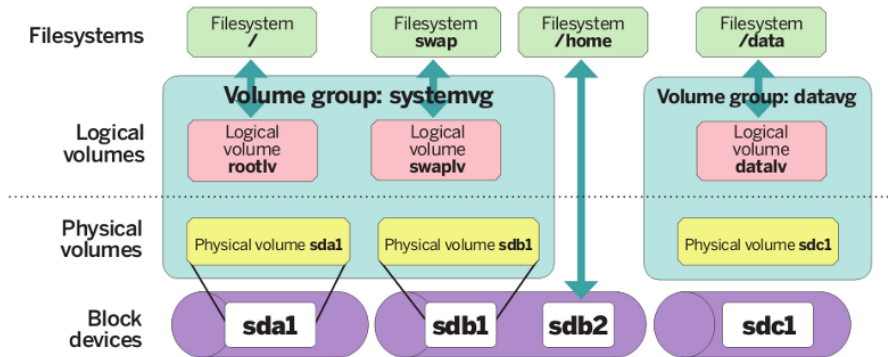 Filesystems
Filesystem
/
Filesystem
swap
Filesystem
/home
Filesystem
/data
Volume group: systemvg
Volume group: datavg
Logical
volumes
Logical
volume
rootlv
Logical
volume
swaplv
Logical
volume
datalv
Physical
volumes
Physical volume sda1
Physical volume sdb1
Physical volume sdc1
Block
devices
sda1
sdb1
sdb2
sdc1